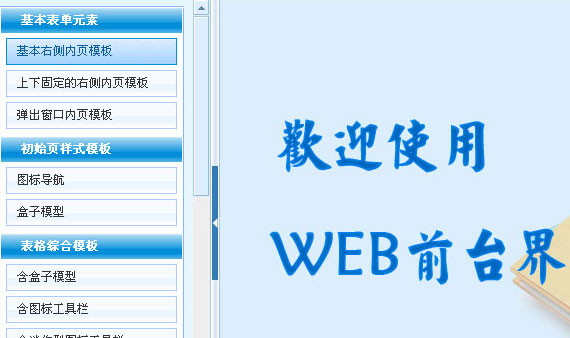 基本表单元素
基本右侧内页模板
上下固定的右侧内页模板
弹出窗口内页模板
初始页样式模板
图标导航
盒子模型
表格综合模板
含盒子模型
含图标工具栏
歡迎使用
WEB前台界